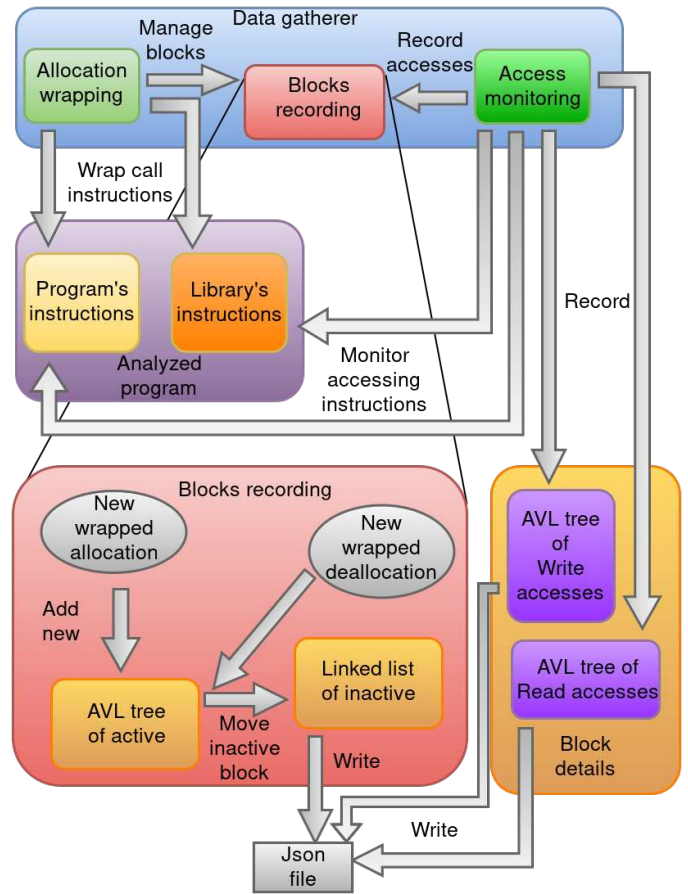 Data gatherer
Manage
blocks
Record
accesses
Allocation
wrapping
Blocks
recording
Access
monitoring
Wrap call
instructions
Program's
instructions
Library's
instructions
Record
Analyzed
program
Monitor
accessing
instructions
Blocks recording
New
wrapped
allocation
New
wrapped
deallocation
AVL tree
of
Write
accesses
Add
new
AVL tree
of active
Linked list
of inactive
AVL tree of
Read accesses
Move
inactive
block
Write
Block
details
Write
Json
file